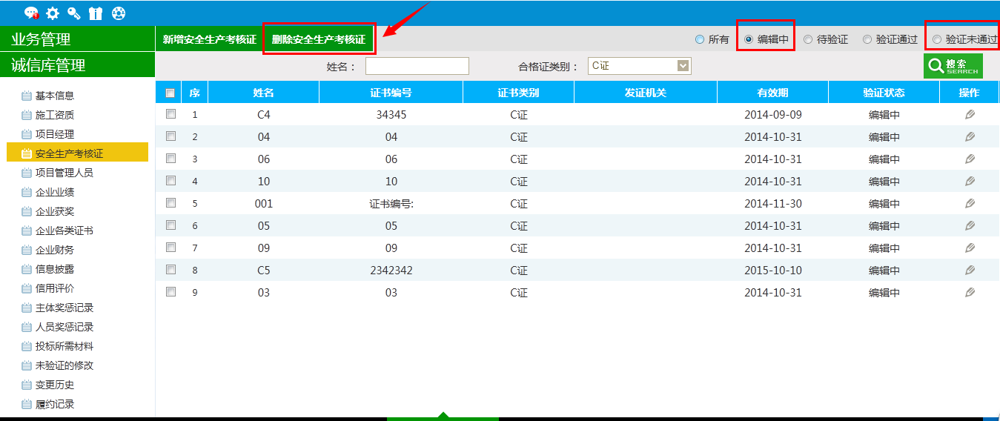 业务管理
诚信库管理
基本信息
施工资质
项目经理
安全生产考核证
项目管理人员
企业业绩
企业获奖
企业各类证书
企业财务
信息披露
信用评价
主体奖惩记录
人员奖惩记录
投标所需材料
未验证的修改
变更历史
履约记录
新增安全生产考核证 删除安全生产考核证 所有 编辑中 待验证 验证通过 验证未通过
姓名： 合格证类别： C证 搜索 SEARCH
序 姓名 证书编号 证书类别 发证机关 有效期 验证状态 操作
1 C4 34345 C证 2014-09-09 编辑中
2 04 04 C证 2014-10-31 编辑中
3 06 06 C证 2014-10-31 编辑中
4 10 10 C证 2014-10-31 编辑中
5 001 证书编号: C证 2014-11-30 编辑中
6 05 05 C证 2014-10-31 编辑中
7 09 09 C证 2014-10-31 编辑中
8 C5 2342342 C证 2015-10-10 编辑中
9 03 03 C证 2014-10-31 编辑中